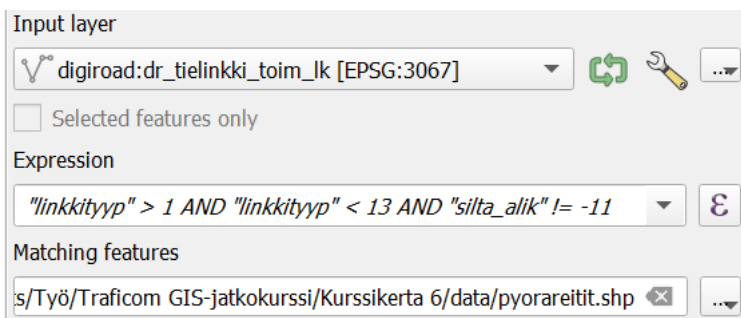 Input layer
digiroad:dr_tielinkki_toim_lk [EPSG:3067]
Selected features only
Expression
"linkkityyp" > 1 AND "linkkityyp" < 13 AND "silta_alik" != -11
ε
Matching features
:s/Työ/Traficom GIS-jatkokurssi/Kurssikerta 6/data/pyorareitit.shp